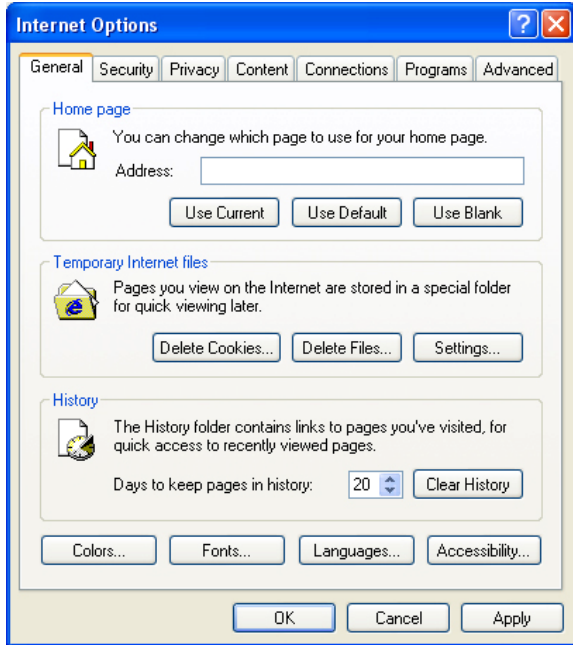 Internet Options
General Security Privacy Content Connections Programs Advanced
Home page
You can change which page to use for your home page.
Address:
Use Current Use Default Use Blank
Temporary Internet files
Pages you view on the Internet are stored in a special folder
for quick viewing later.
Delete Cookies... Delete Files... Settings...
History
The History folder contains links to pages you've visited, for
quick access to recently viewed pages.
Days to keep pages in history: 20 Clear History
Colors... Fonts... Languages... Accessibility...
OK Cancel Apply